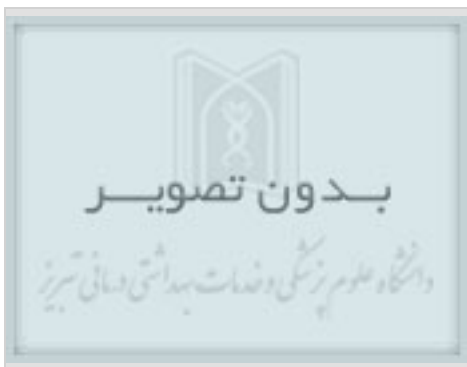 بدون تصویر
دانشگاه علوم پزشکی و خدمات بهداشتی درمانی تبریز